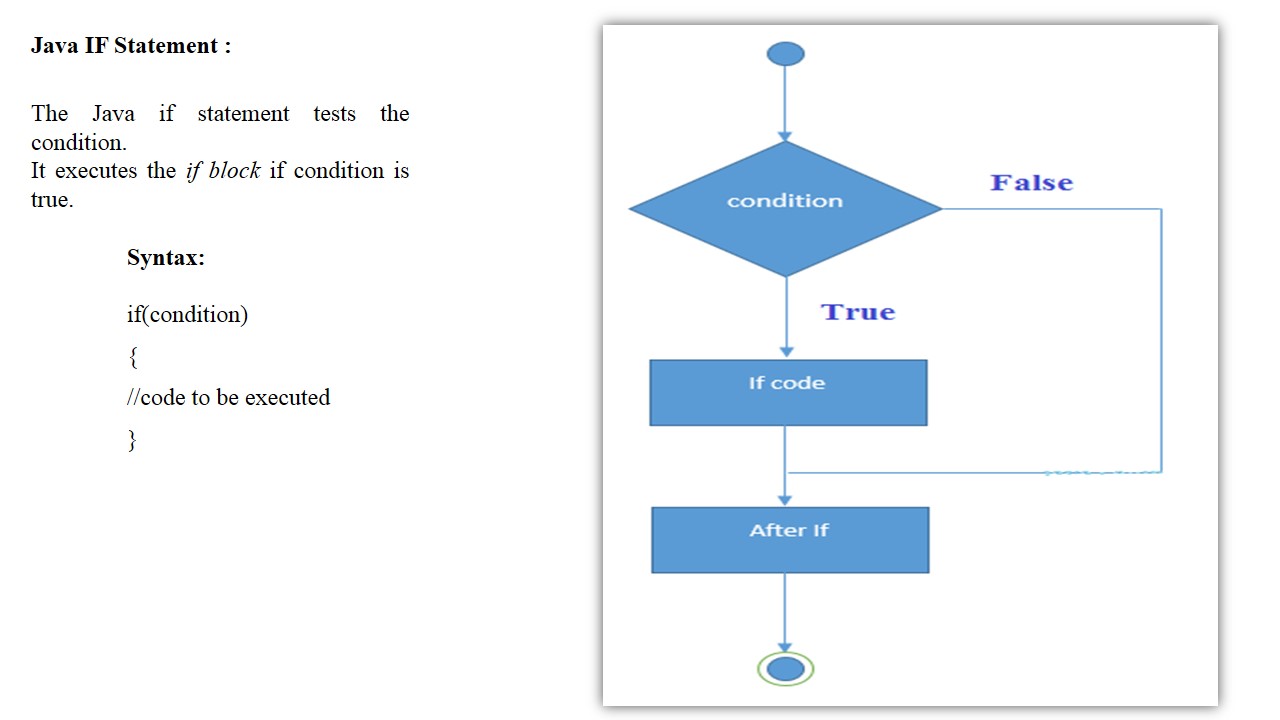 Java IF Statement :
The Java if statement tests the
condition.
It executes the if block if condition is
true.
Syntax:
if(condition)
{
//code to be executed
}
condition
False
True
If code
After If